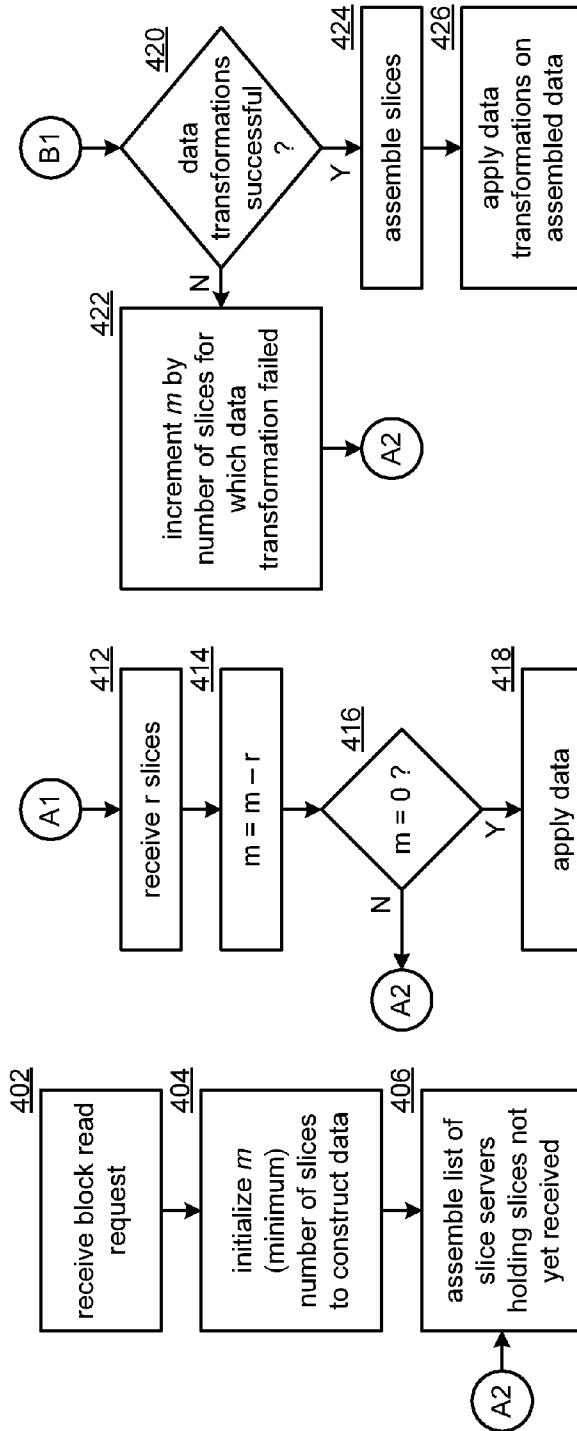 402
receive block read
request
404
initialize m
(minimum)
number of slices
to construct data
406
assemble list of
slice servers
holding slices not
yet received
A2
A1
412
receive r slices
414
m = m – r
416
m = 0 ?
N
A2
Y
418
apply data
B1
420
data
transformations
successful
?
N
422
increment m by
number of slices for
which data
transformation failed
A2
Y
424
assemble slices
426
apply data
transformations on
assembled data